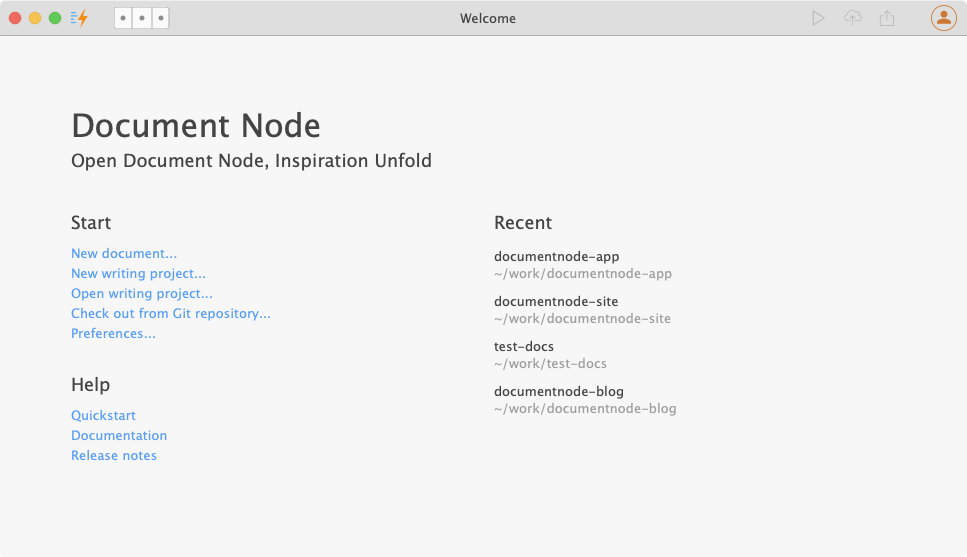 Welcome
Document Node
Open Document Node, Inspiration Unfold
Start
New document...
New writing project...
Open writing project...
Check out from Git repository...
Preferences...
Help
Quickstart
Documentation
Release notes
Recent
documentnode-app
~/work/documentnode-app
documentnode-site
~/work/documentnode-site
test-docs
~/work/test-docs
documentnode-blog
~/work/documentnode-blog